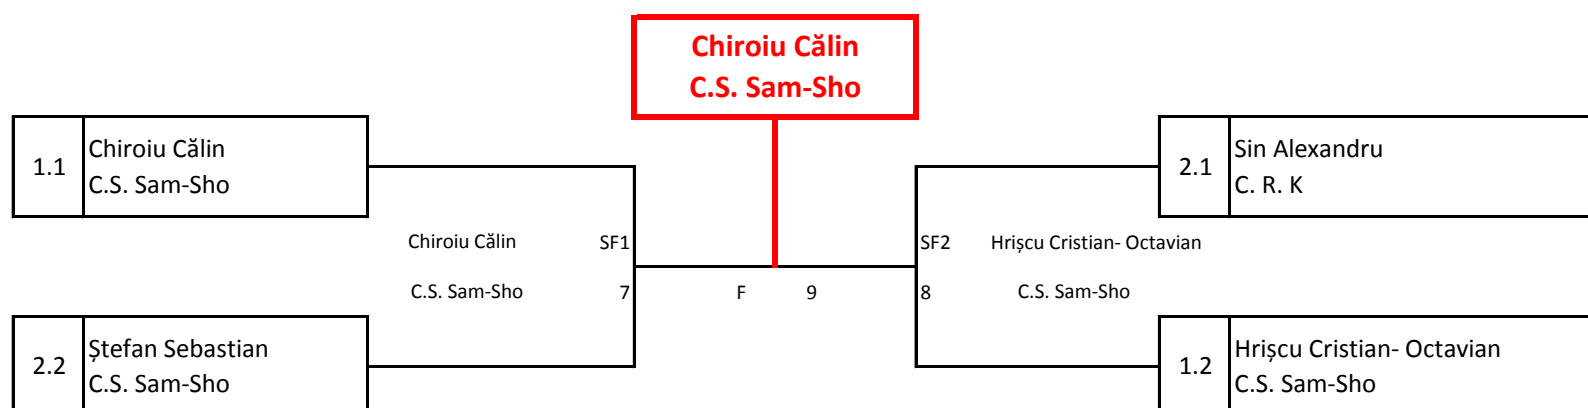 Chiroiu Călin
C.S. Sam-Sho
1.1
Chiroiu Călin
C.S. Sam-Sho
2.1
Sin Alexandru
C. R. K
Chiroiu Călin
SF1
SF2
Hrișcu Cristian- Octavian
C.S. Sam-Sho
7
F
9
8
C.S. Sam-Sho
2.2
Ștefan Sebastian
C.S. Sam-Sho
1.2
Hrișcu Cristian- Octavian
C.S. Sam-Sho